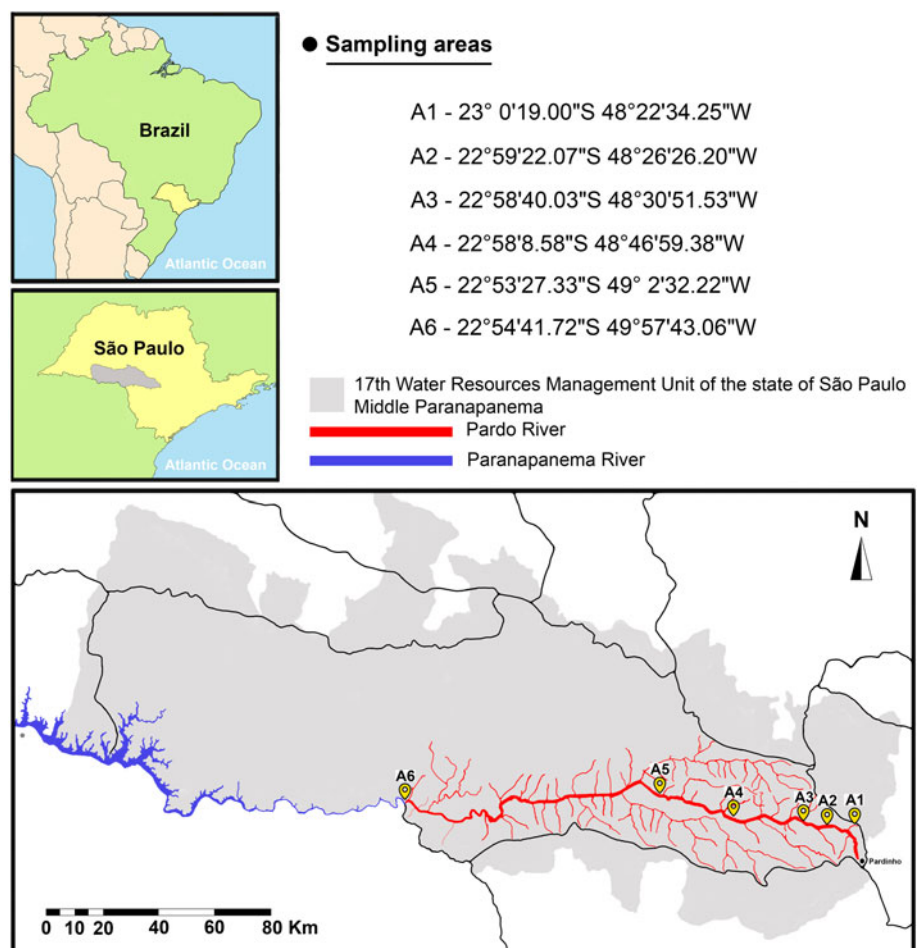 Brazil
Atlantic Ocean
São Paulo
Atlantic Ocean
Sampling areas
A1 - 23° 0'19.00"S 48°22'34.25"W
A2 - 22°59'22.07"S 48°26'26.20"W
A3 - 22°58'40.03"S 48°30'51.53"W
A4 - 22°58'8.58"S 48°46'59.38"W
A5 - 22°53'27.33"S 49° 2'32.22"W
A6 - 22°54'41.72"S 49°57'43.06"W
17th Water Resources Management Unit of the state of São Paulo
Middle Paranapanema
Pardo River
Paranapanema River
N
A6
A5
A4
A3
A2
A1
Pardinho
0 10 20 40 60 80 Km